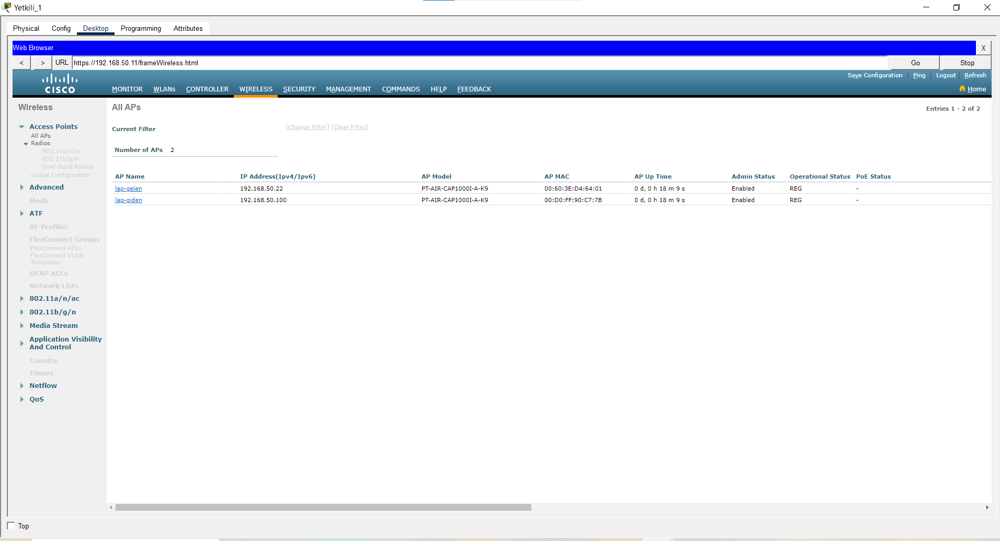 Yetkili_1
Physical Config Desktop Programming Attributes
Web Browser X
< > URL https://192.168.50.11/frameWireless.html Go Stop
Save Configuration | Ping | Logout | Refresh
CISCO MONITOR WLANs CONTROLLER WIRELESS SECURITY MANAGEMENT COMMANDS HELP FEEDBACK Home
Wireless
Access Points
All APs
Radios
802.11a/n/ac
802.11b/g/n
Dual-Band Radios
Global Configuration
Advanced
Mesh
ATF
RF Profiles
FlexConnect Groups
FlexConnect ACLs
FlexConnect VLAN
Templates
OEAP ACLs
Network Lists
802.11a/n/ac
802.11b/g/n
Media Stream
Application Visibility
And Control
Country
Timers
Netflow
QoS
All APs Entries 1 - 2 of 2
Current Filter [Change Filter] [Clear Filter]
Number of APs 2
AP Name IP Address(Ipv4/Ipv6) AP Model AP MAC AP Up Time Admin Status Operational Status PoE Status
lap-gelen 192.168.50.22 PT-AIR-CAP1000I-A-K9 00:60:3E:D4:64:01 0 d, 0 h 18 m 9 s Enabled REG -
lap-giden 192.168.50.100 PT-AIR-CAP1000I-A-K9 00:D0:FF:90:C7:7B 0 d, 0 h 18 m 9 s Enabled REG -
Top